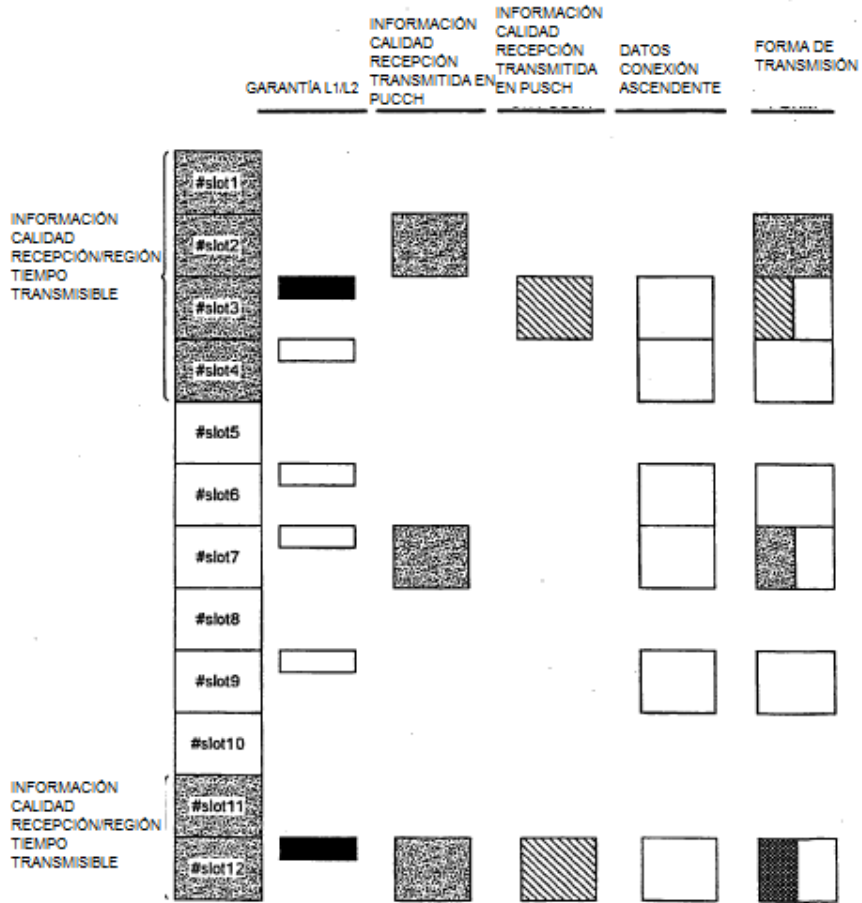 GARANTÍA L1/L2
INFORMACIÓN
CALIDAD
RECEPCIÓN
TRANSMITIDA EN
PUCCH
INFORMACIÓN
CALIDAD
RECEPCIÓN
TRANSMITIDA
EN PUSCH
DATOS
CONEXIÓN
ASCENDENTE
FORMA DE
TRANSMISIÓN
INFORMACIÓN
CALIDAD
RECEPCIÓN/REGIÓN
TIEMPO
TRANSMISIBLE
#slot1
#slot2
#slot3
#slot4
#slot5
#slot6
#slot7
#slot8
#slot9
#slot10
INFORMACIÓN
CALIDAD
RECEPCIÓN/REGIÓN
TIEMPO
TRANSMISIBLE
#slot11
#slot12